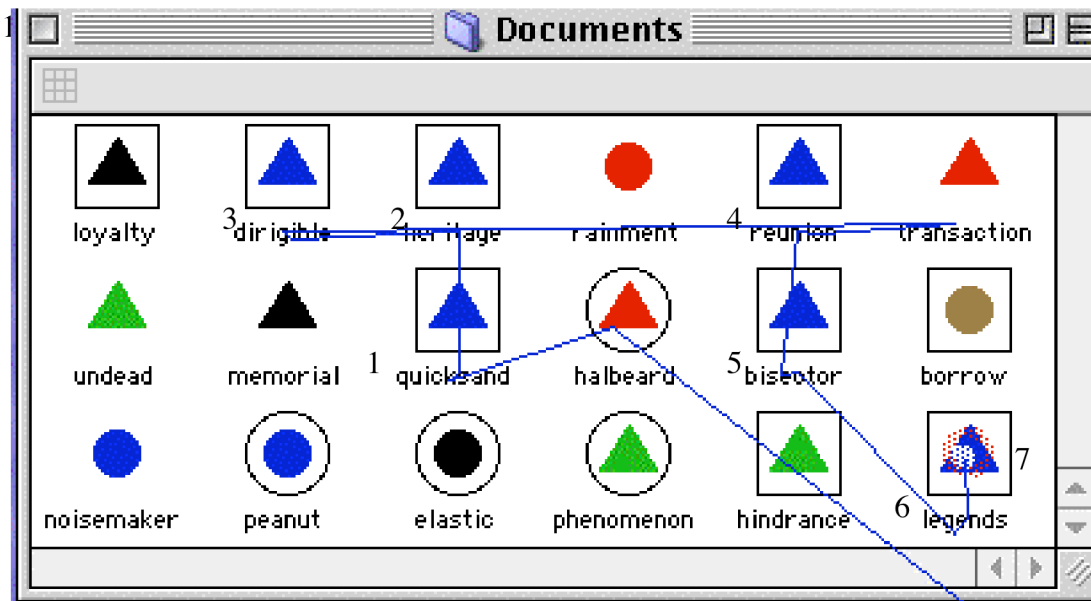 1
Documents
loyalty
3 dirigible
2 heritage
rainment
4 reunion
transaction
undead
memorial
1 quicksand
halbeard
5 bisector
borrow
noisemaker
peanut
elastic
phenomenon
hindrance
6 legends
7